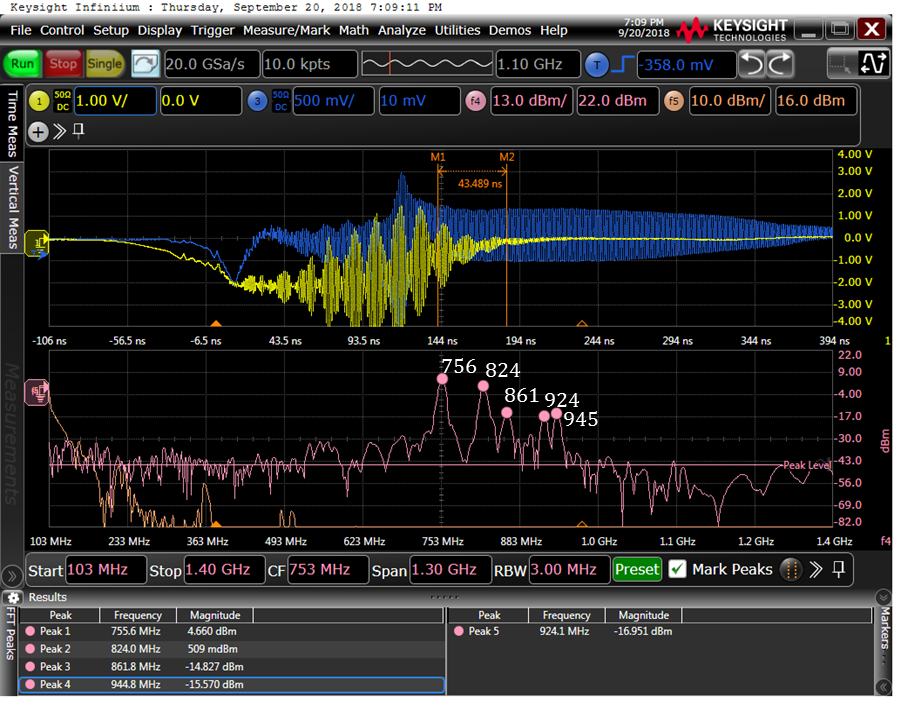 Keysight Infiniium : Thursday, September 20, 2018 7:09:11 PM
File Control Setup Display Trigger Measure/Mark Math Analyze Utilities Demos Help
7:09 PM
9/20/2018
KEYSIGHT
TECHNOLOGIES
Run Stop Single 20.0 GSa/s 10.0 kpts 1.10 GHz T -358.0 mV
1 50Ω DC 1.00 V/ 0.0 V 3 50Ω DC 500 mV/ 10 mV f4 13.0 dBm/ 22.0 dBm f5 10.0 dBm/ 16.0 dBm
Time Meas
Vertical Meas
Measurements
M1 M2
43.489 ns
4.00 V
3.00 V
2.00 V
1.00 V
0.0 V
-1.00 V
-2.00 V
-3.00 V
-4.00 V
-106 ns -56.5 ns -6.5 ns 43.5 ns 93.5 ns 144 ns 194 ns 244 ns 294 ns 344 ns 394 ns 1
756 824
861 924
945
22.0
9.00
-4.00
-17.0
-30.0
-43.0
-56.0
-69.0
-82.0
dBm
Peak Level
103 MHz 233 MHz 363 MHz 493 MHz 623 MHz 753 MHz 883 MHz 1.0 GHz 1.1 GHz 1.2 GHz 1.4 GHz f4
Start 103 MHz Stop 1.40 GHz CF 753 MHz Span 1.30 GHz RBW 3.00 MHz Preset Mark Peaks
Results
FFT Peaks
Markers
Peak Frequency Magnitude
Peak 1 755.6 MHz 4.660 dBm
Peak 2 824.0 MHz 509 mdBm
Peak 3 861.8 MHz -14.827 dBm
Peak 4 944.8 MHz -15.570 dBm
Peak Frequency Magnitude
Peak 5 924.1 MHz -16.951 dBm